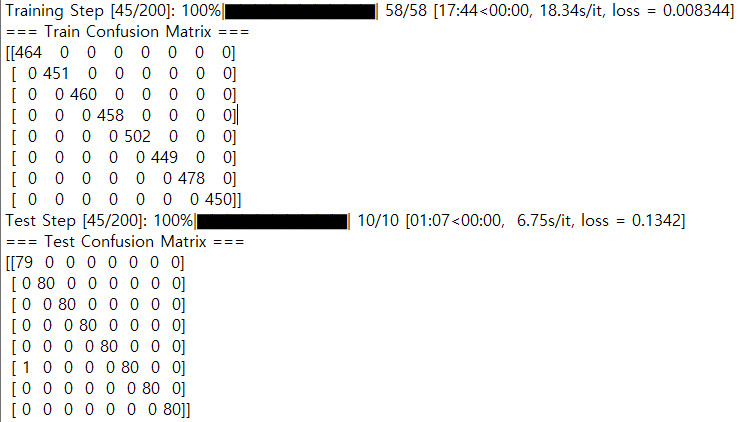 Training Step [45/200]: 100%|██████████| 58/58 [17:44<00:00, 18.34s/it, loss = 0.008344]
=== Train Confusion Matrix ===
[[464 0 0 0 0 0 0 0]
[ 0 451 0 0 0 0 0 0]
[ 0 0 460 0 0 0 0 0]
[ 0 0 0 458 0 0 0 0]
[ 0 0 0 0 502 0 0 0]
[ 0 0 0 0 0 449 0 0]
[ 0 0 0 0 0 0 478 0]
[ 0 0 0 0 0 0 0 450]]
Test Step [45/200]: 100%|██████████| 10/10 [01:07<00:00, 6.75s/it, loss = 0.1342]
=== Test Confusion Matrix ===
[[79 0 0 0 0 0 0 0]
[ 0 80 0 0 0 0 0 0]
[ 0 0 80 0 0 0 0 0]
[ 0 0 0 80 0 0 0 0]
[ 0 0 0 0 80 0 0 0]
[ 1 0 0 0 0 80 0 0]
[ 0 0 0 0 0 0 80 0]
[ 0 0 0 0 0 0 0 80]]